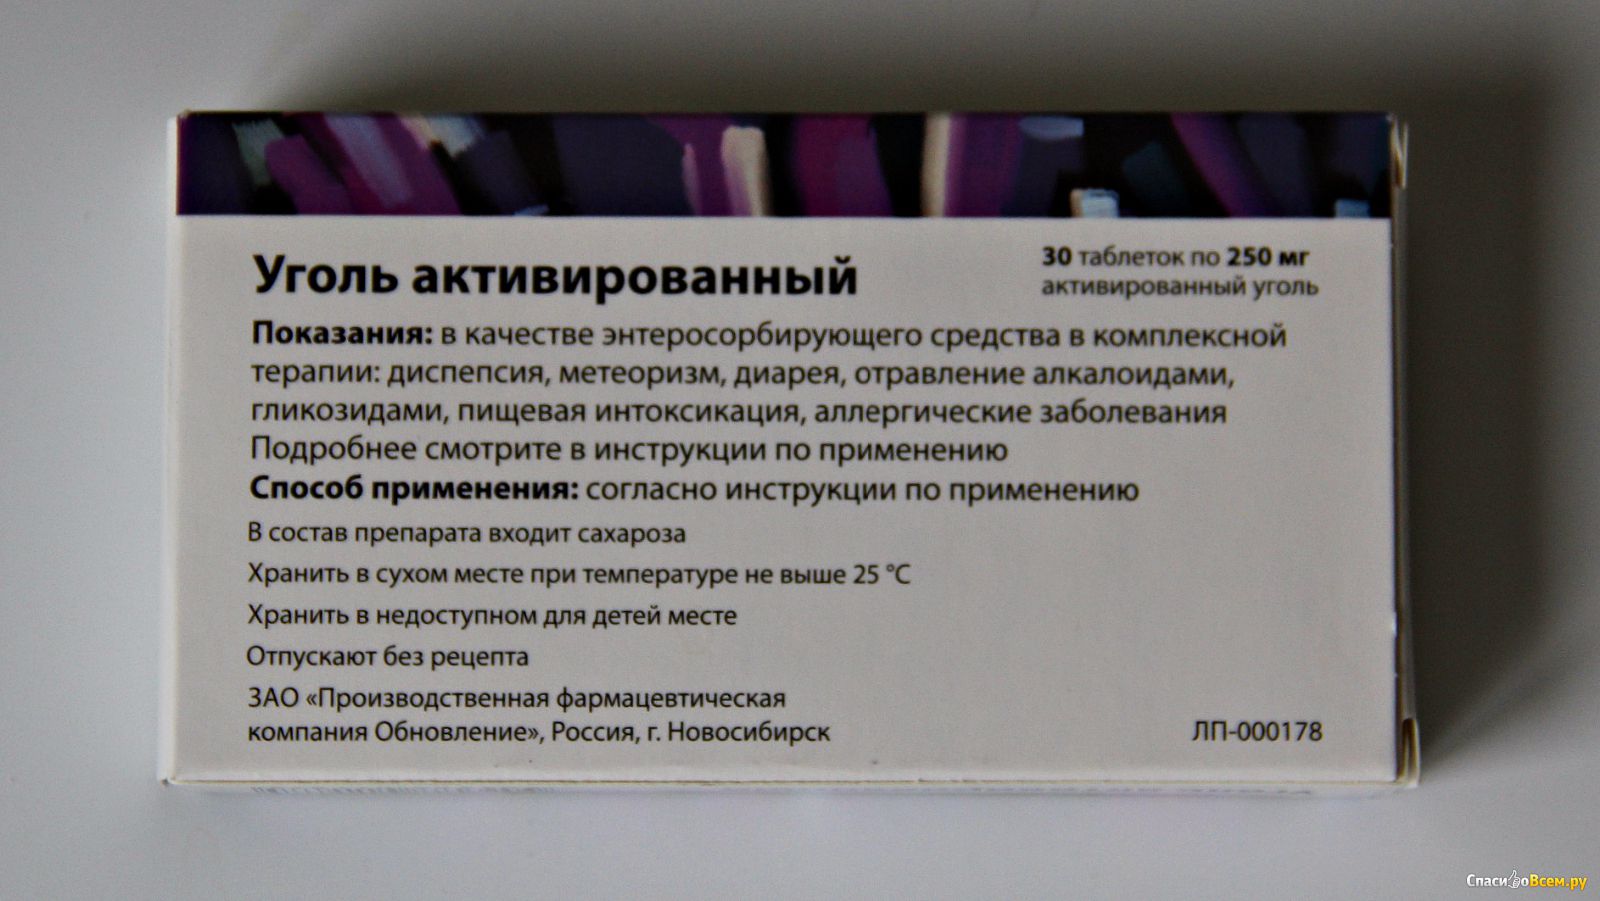 Уголь активированный
30 таблеток по 250 мг
активированный уголь
Показания: в качестве энтеросорбирующего средства в комплексной
терапии: диспепсия, метеоризм, диарея, отравление алкалоидами,
гликозидами, пищевая интоксикация, аллергические заболевания
Подробнее смотрите в инструкции по применению
Способ применения: согласно инструкции по применению
В состав препарата входит сахароза
Хранить в сухом месте при температуре не выше 25 °C
Хранить в недоступном для детей месте
Отпускают без рецепта
ЗАО «Производственная фармацевтическая
компания Обновление», Россия, г. Новосибирск
ЛП-000178
СпасибоВсем.ру